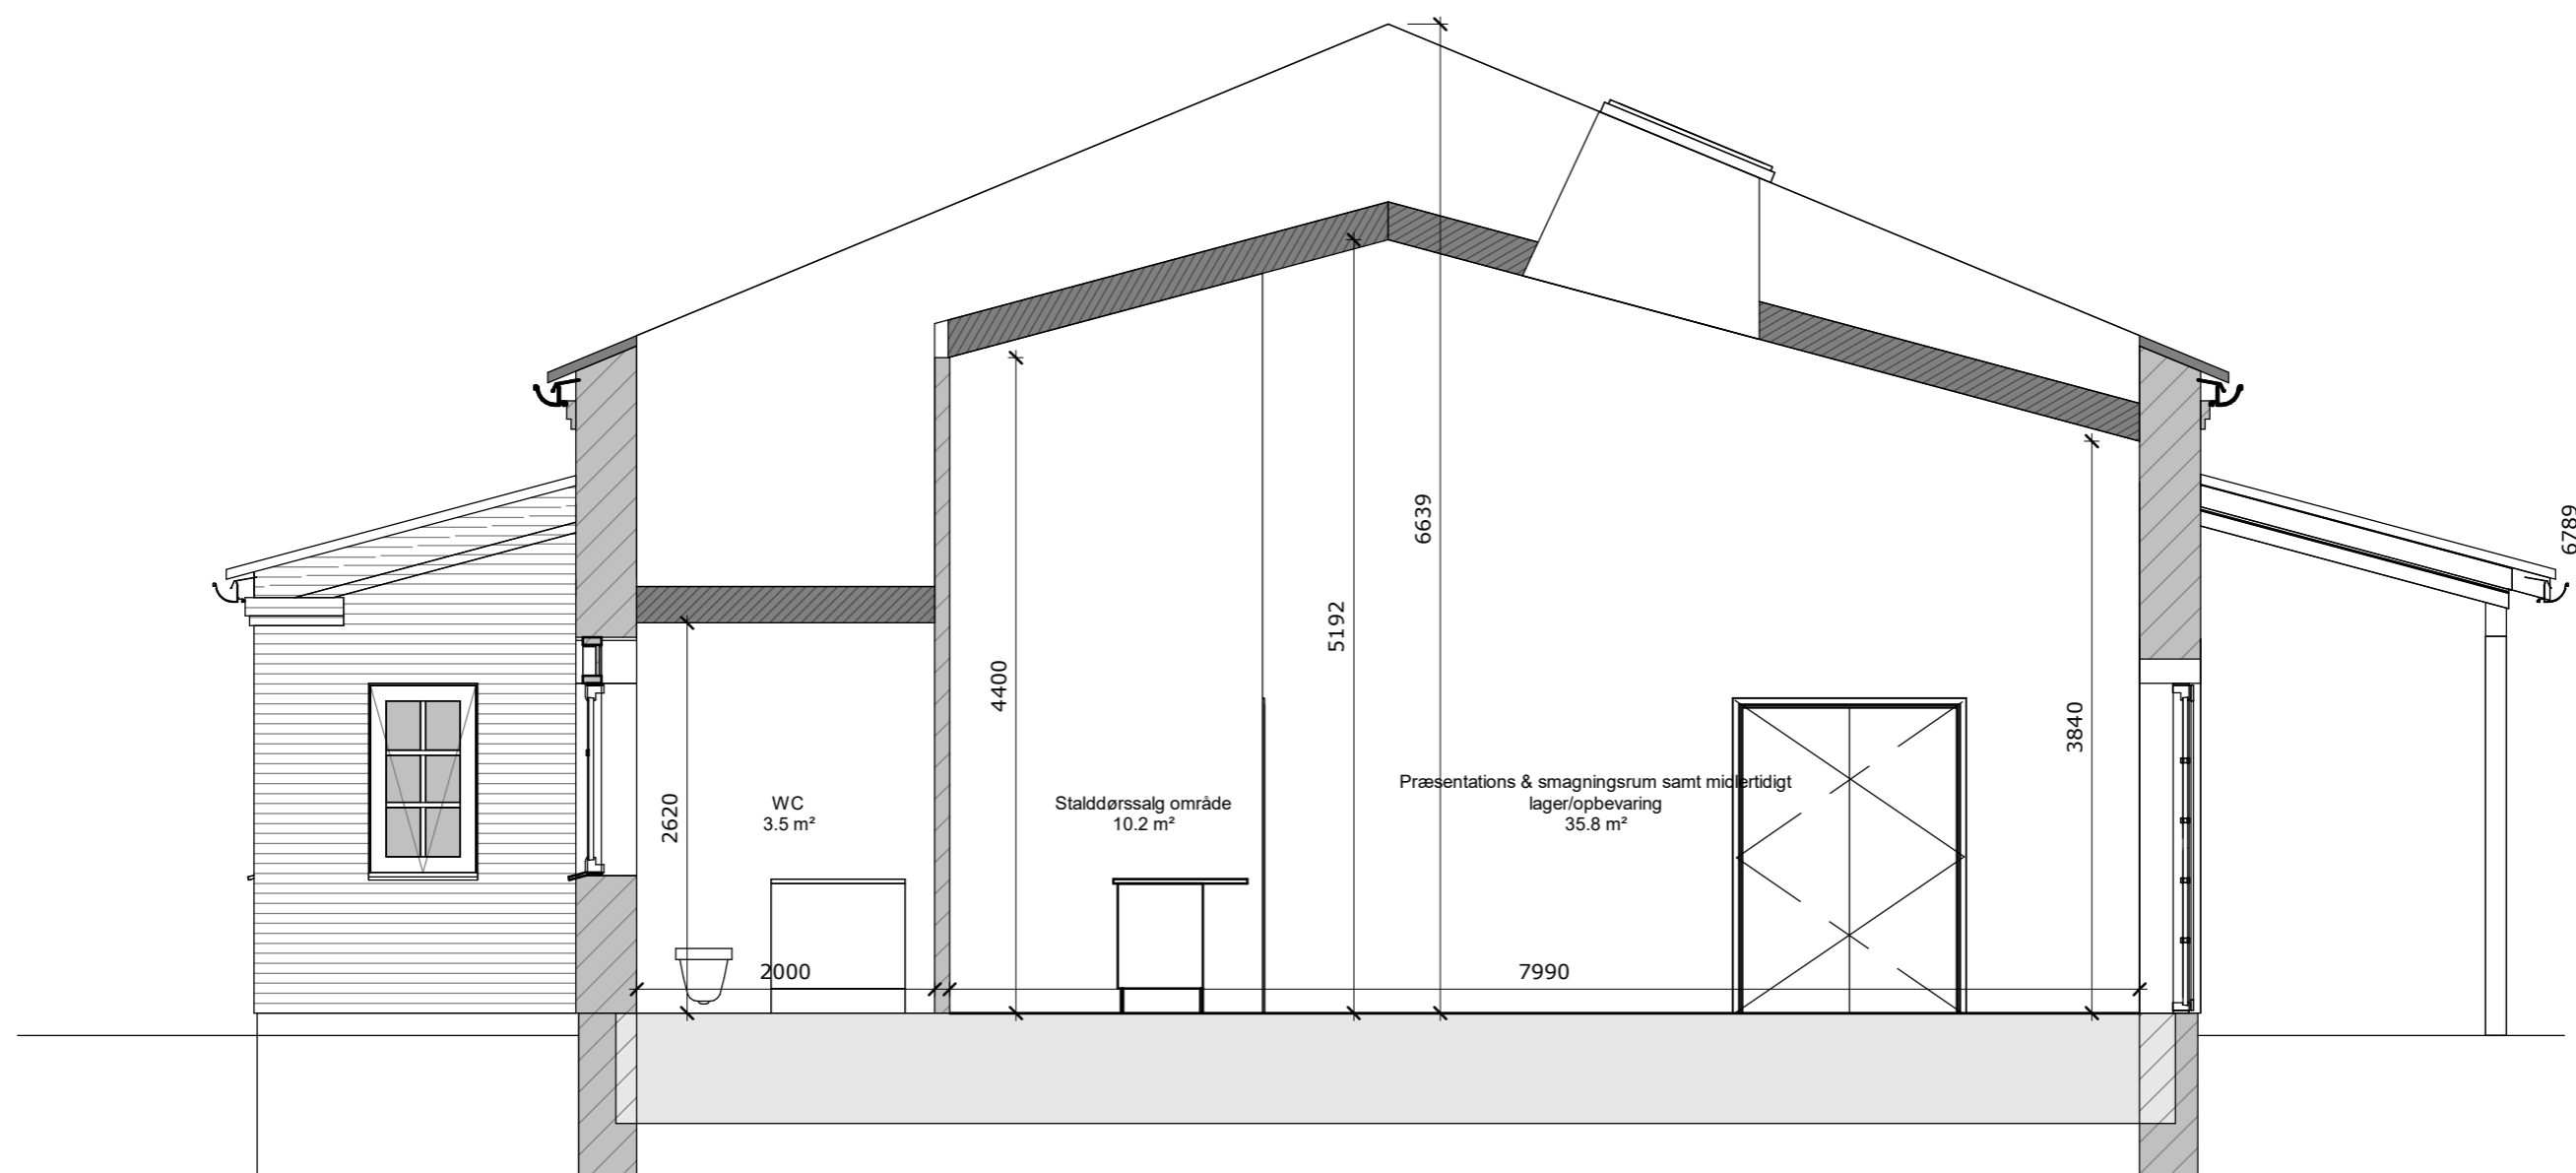 6639
6789
5192
4400
3840
2620
WC
3.5 m²
Stalddørssalg område
10.2 m²
Præsentations & smagningsrum samt midlertidigt
lager/opbevaring
35.8 m²
2000
7990